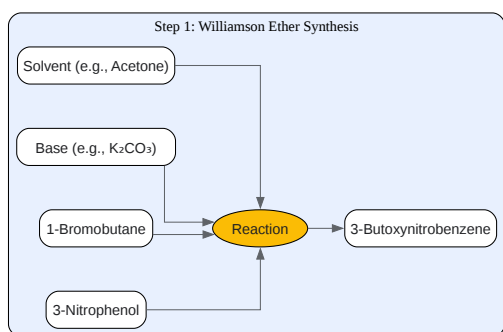 Step 1: Williamson Ether Synthesis
Solvent (e.g., Acetone)
Base (e.g., K₂CO₃)
1-Bromobutane
Reaction
3-Butoxynitrobenzene
3-Nitrophenol